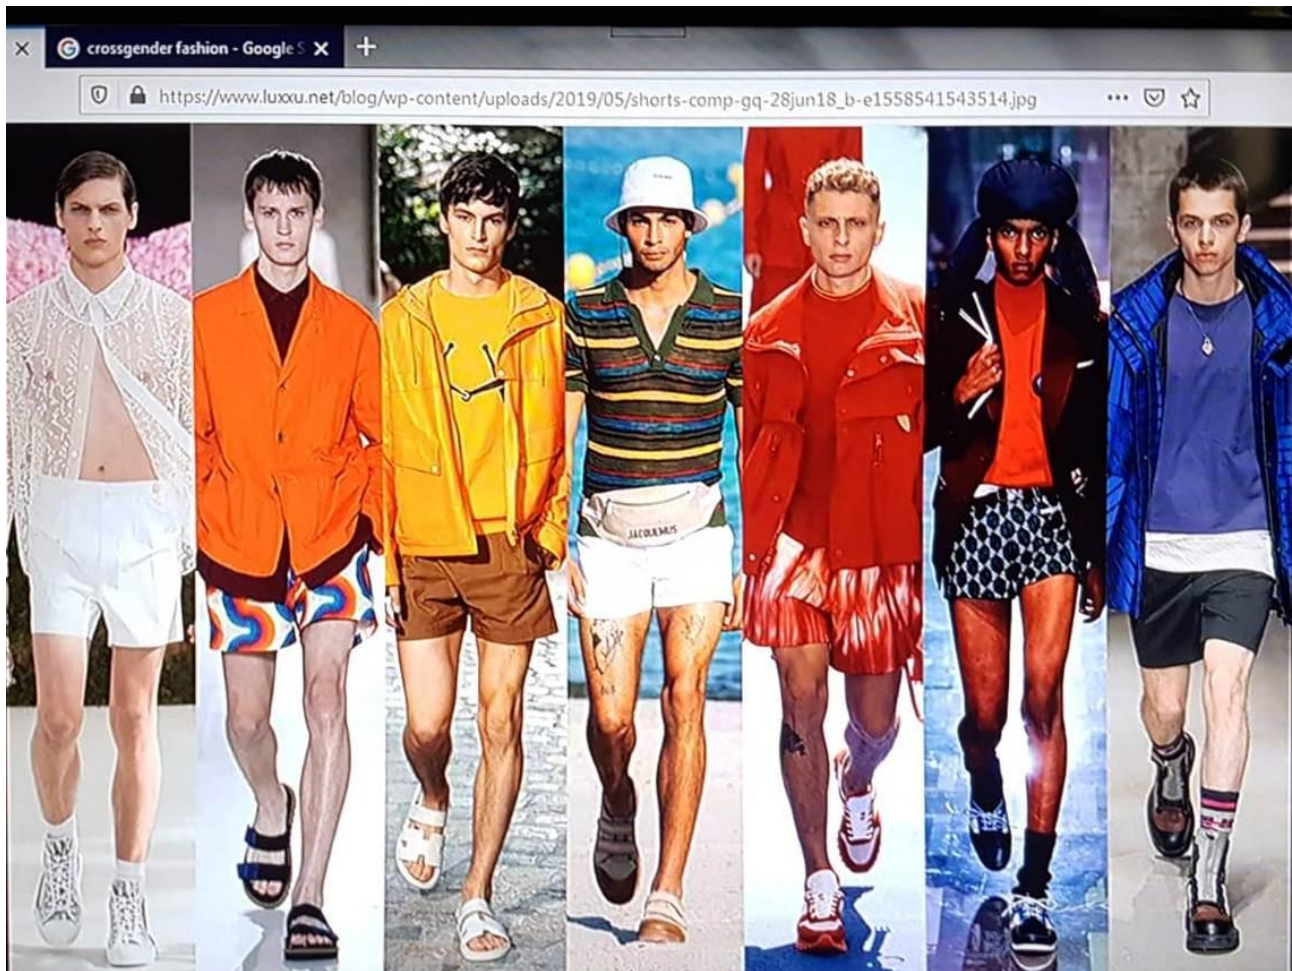 crossgender fashion - Google S
https://www.luxxu.net/blog/wp-content/uploads/2019/05/shorts-comp-gq-28jun18_b-e1558541543514.jpg
JACQUEMUS